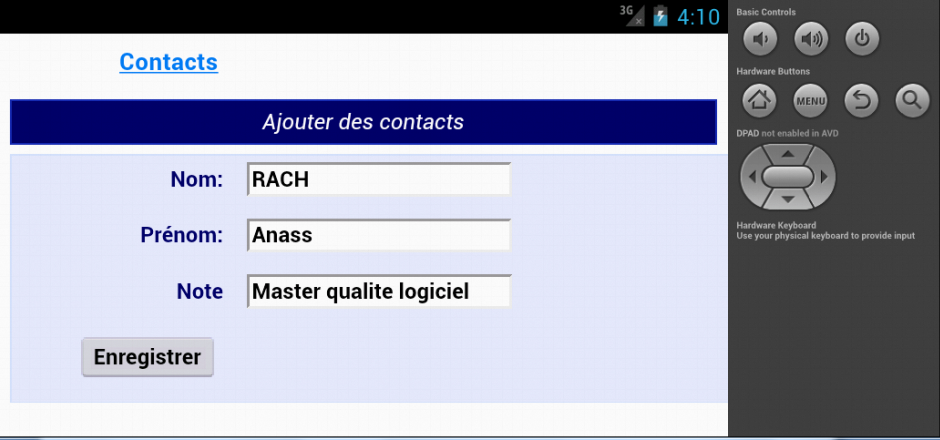 3G 4:10
Contacts
Ajouter des contacts
Nom: RACH
Prénom: Anass
Note Master qualite logiciel
Enregistrer
Basic Controls
Hardware Buttons
MENU
DPAD not enabled in AVD
Hardware Keyboard
Use your physical keyboard to provide input